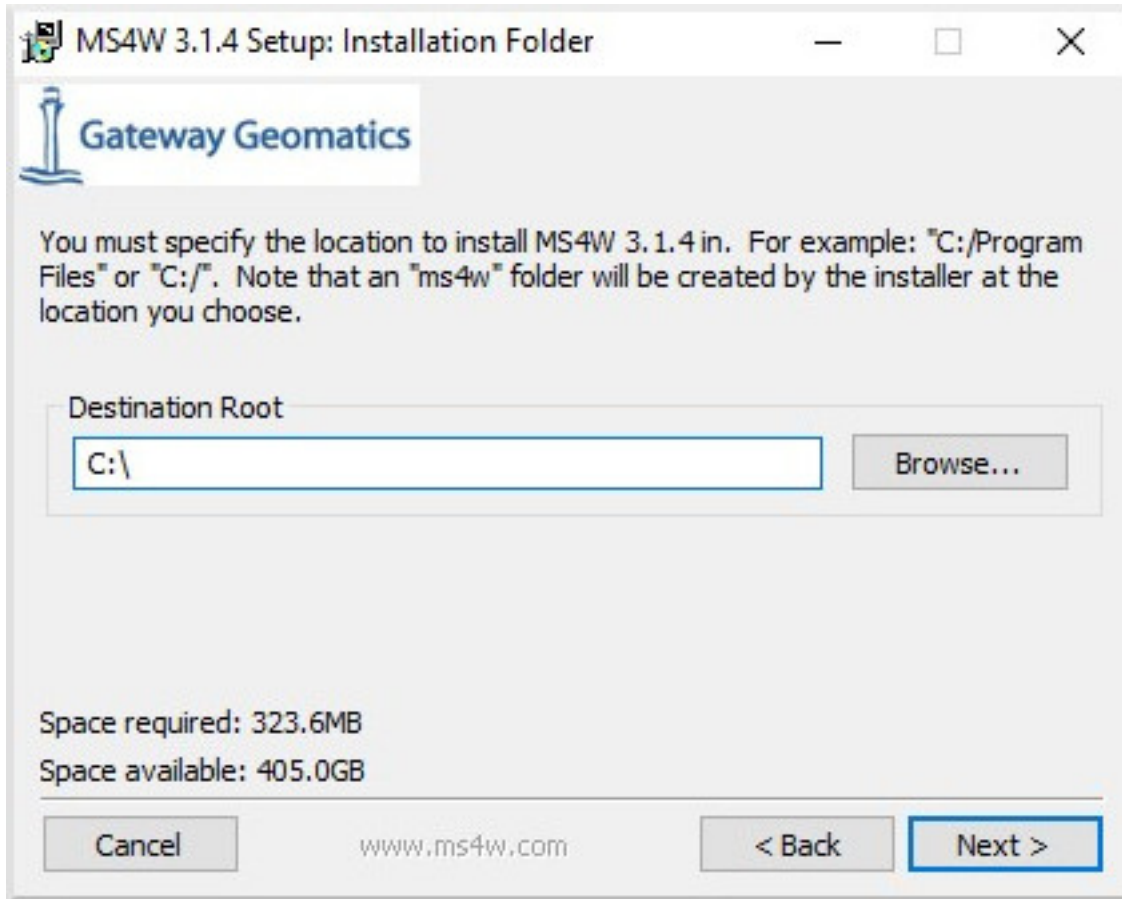 MS4W 3.1.4 Setup: Installation Folder
Gateway Geomatics
You must specify the location to install MS4W 3.1.4 in. For example: "C:/Program
Files" or "C:/". Note that an "ms4w" folder will be created by the installer at the
location you choose.
Destination Root
C:\
Browse...
Space required: 323.6MB
Space available: 405.0GB
Cancel
www.ms4w.com
< Back
Next >